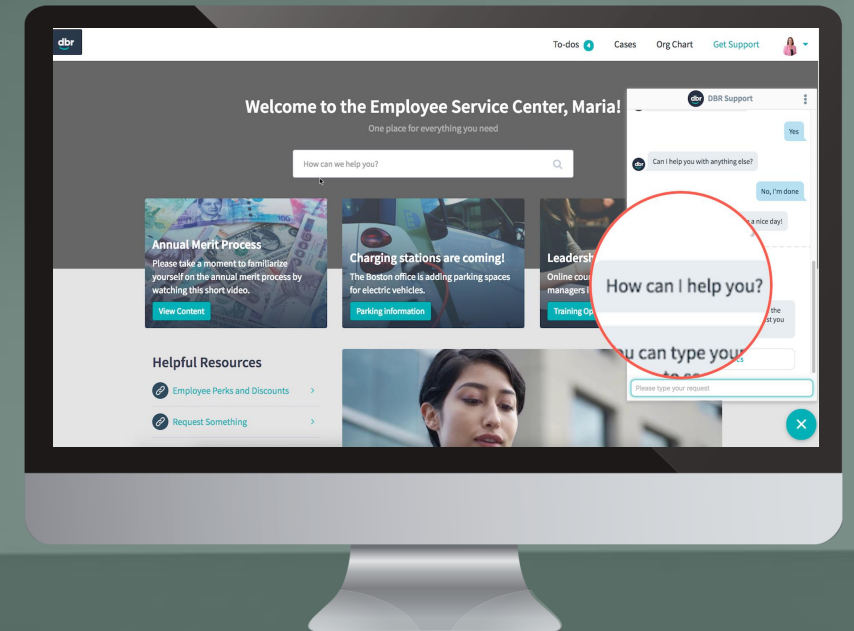 dbr
To-dos 4 Cases Org Chart Get Support
Welcome to the Employee Service Center, Maria!
One place for everything you need
How can we help you?
Annual Merit Process
Please take a moment to familiarize
yourself on the annual merit process by
watching this short video.
View Content
Charging stations are coming!
The Boston office is adding parking spaces
for electric vehicles.
Parking information
Online
managers
Training
Helpful Resources
Employee Perks and Discounts
Request Something
dbr DBR Support
Yes
dbr Can I help you with anything else?
No, I'm done
a nice day!
How can I help you?
the
you
can type your
Please type your request